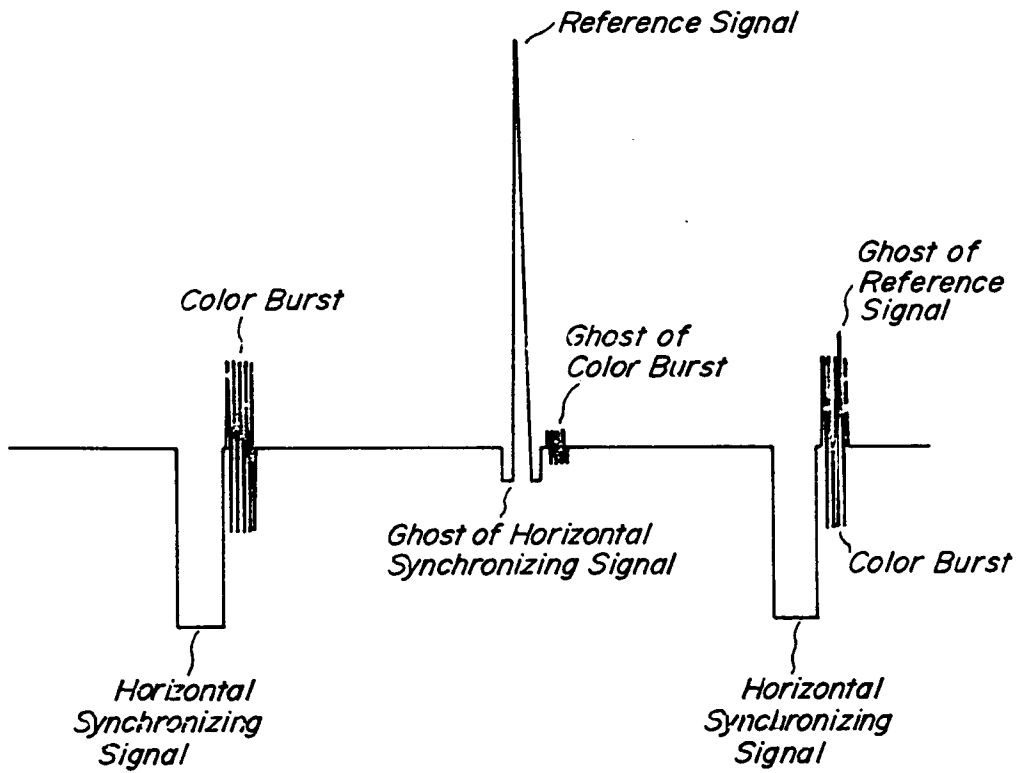 Reference Signal
Ghost of
Reference
Signal
Color Burst
Ghost of
Color Burst
Ghost of Horizontal
Synchronizing Signal
Color Burst
Horizontal
Synchronizing
Signal
Horizontal
Synchronizing
Signal